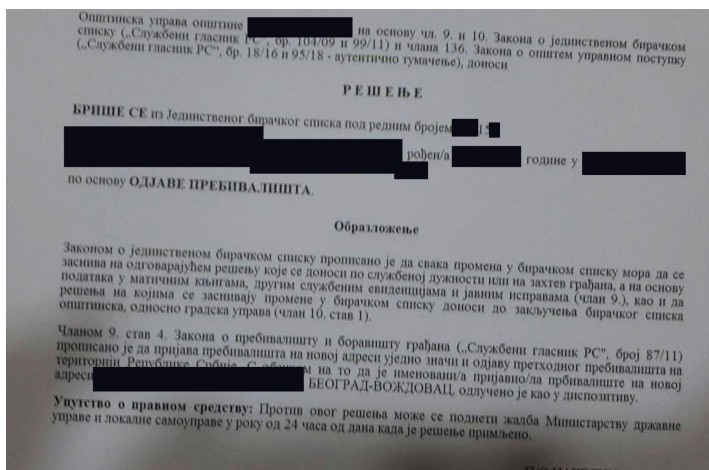 Општинска управа општине на основу чл. 9. и 10. Закона о јединственом бирачком
списку („Службени гласник РС“, бр. 104/09 и 99/11) и члана 136. Закона о општем управном поступку
(„Службени гласник РС“, бр. 18/16 и 95/18 - аутентично тумачење), доноси
РЕШЕЊЕ
БРИШЕ СЕ из Јединственог бирачког списка под редним бројем
рођен/а године у
по основу ОДЈАВЕ ПРЕБИВАЛИШТА.
Образложење
Законом о јединственом бирачком списку прописано је да свака промена у бирачком списку мора да се
заснива на одговарајућем решењу које се доноси по службеној дужности или на захтев грађана, а на основу
података у матичним књигама, другим службеним евиденцијама и јавним исправама (члан 9.), као и да
решења на којима се заснивају промене у бирачком списку доноси до закључења бирачког списка
општинска, односно градска управа (члан 10. став 1).
Чланом 9. став 4. Закона о пребивалишту и боравишту грађана („Службени гласник РС“, број 87/11)
прописано је да пријава пребивалишта на новој адреси уједно значи и одјаву претходног пребивалишта на
територији Републике Србије. С на то да је именовани/а пријавио/ла прбивалиште на новој
адреси БЕОГРАД-ВОЖДОВАЦ, одлучено је као у диспозитиву.
Упутство о правном средству: Против овог решења може се поднети жалба Министарству државне
управе и локалне самоуправе у року од 24 часа од дана када је решење примљено.